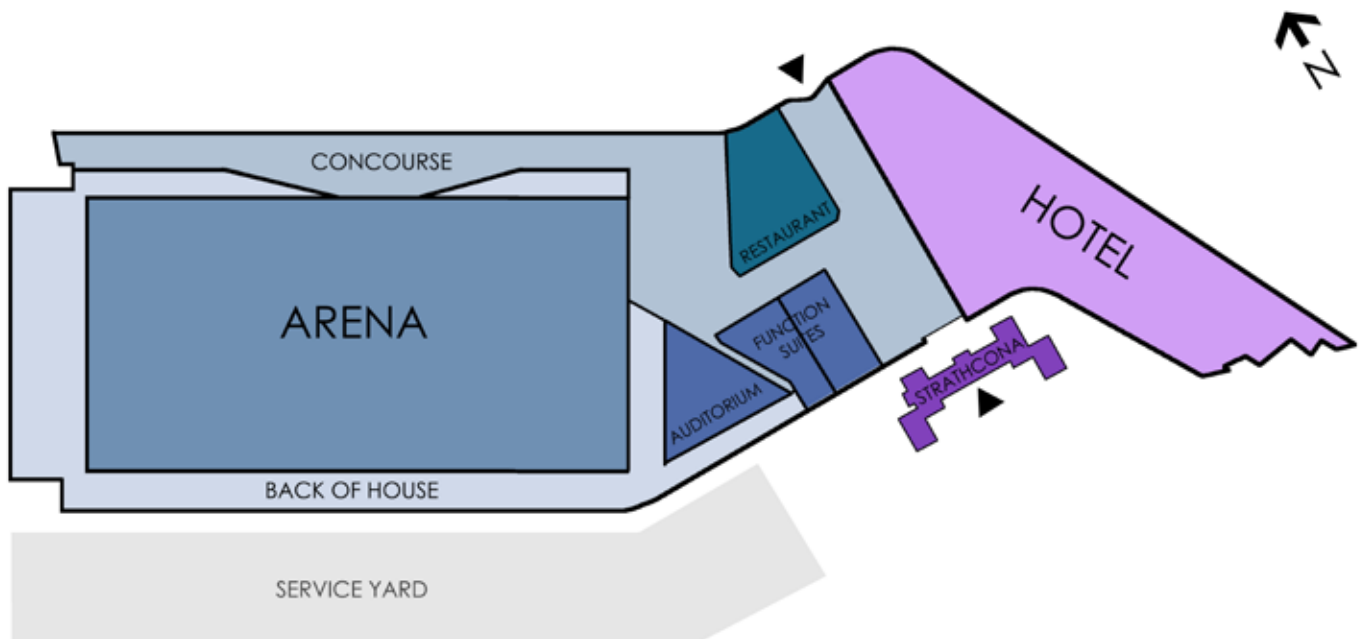 N
CONCOURSE
RESTAURANT
HOTEL
ARENA
FUNCTION
SUITES
STRATHCONA
AUDITORIUM
BACK OF HOUSE
SERVICE YARD